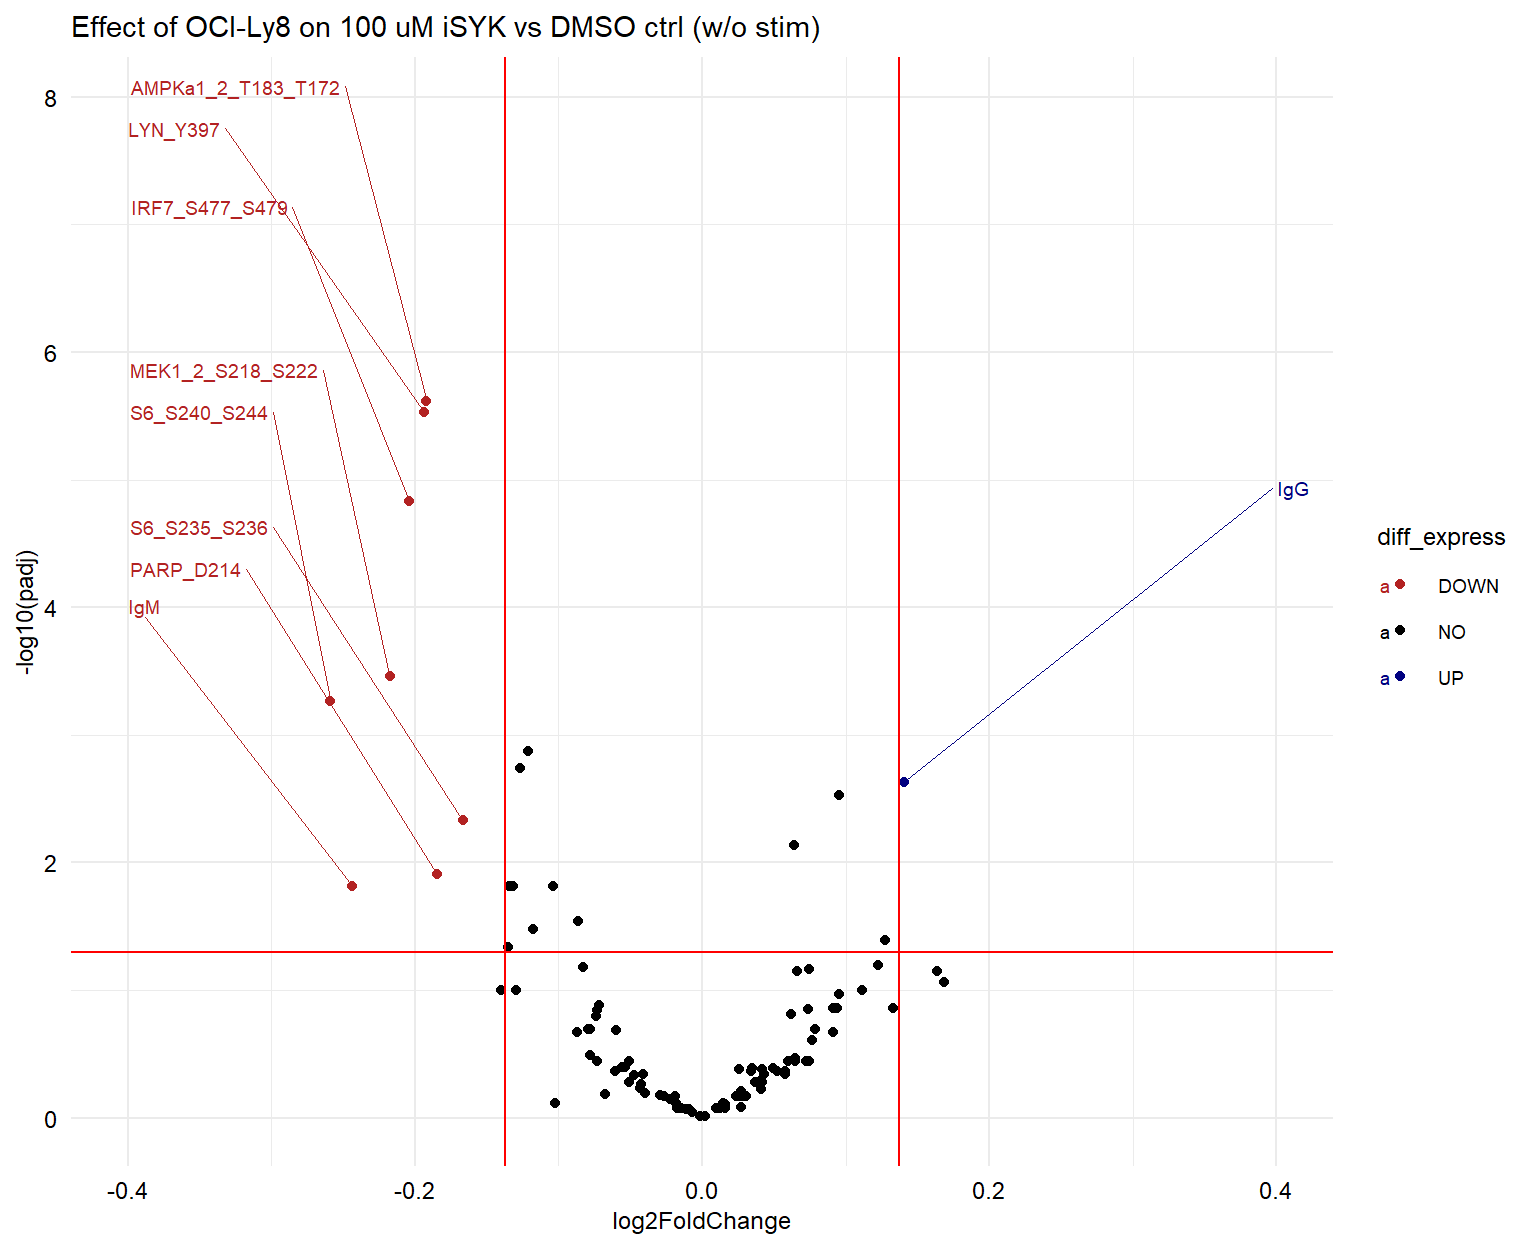 Effect of OCI-Ly8 on 100 uM iSYK vs DMSO ctrl (w/o stim)
AMPKa1_2_T183_T172
LYN_Y397
IRF7_S477_S479
MEK1_2_S218_S222
S6_S240_S244
S6_S235_S236
PARP_D214
IgM
IgG
-log10(padj)
8
6
4
2
0
-0.4
-0.2
0.0
0.2
0.4
log2FoldChange
diff_express
a DOWN
a NO
a UP